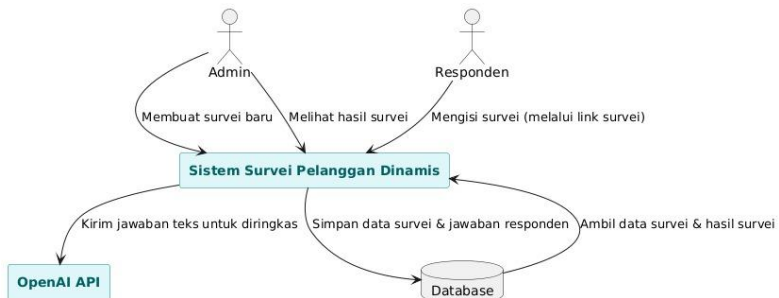 Admin
Responden
Membuat survei baru
Melihat hasil survei
Mengisi survei (melalui link survei)
Sistem Survei Pelanggan Dinamis
Kirim jawaban teks untuk diringkas
Simpan data survei & jawaban responden
Ambil data survei & hasil survei
OpenAI API
Database